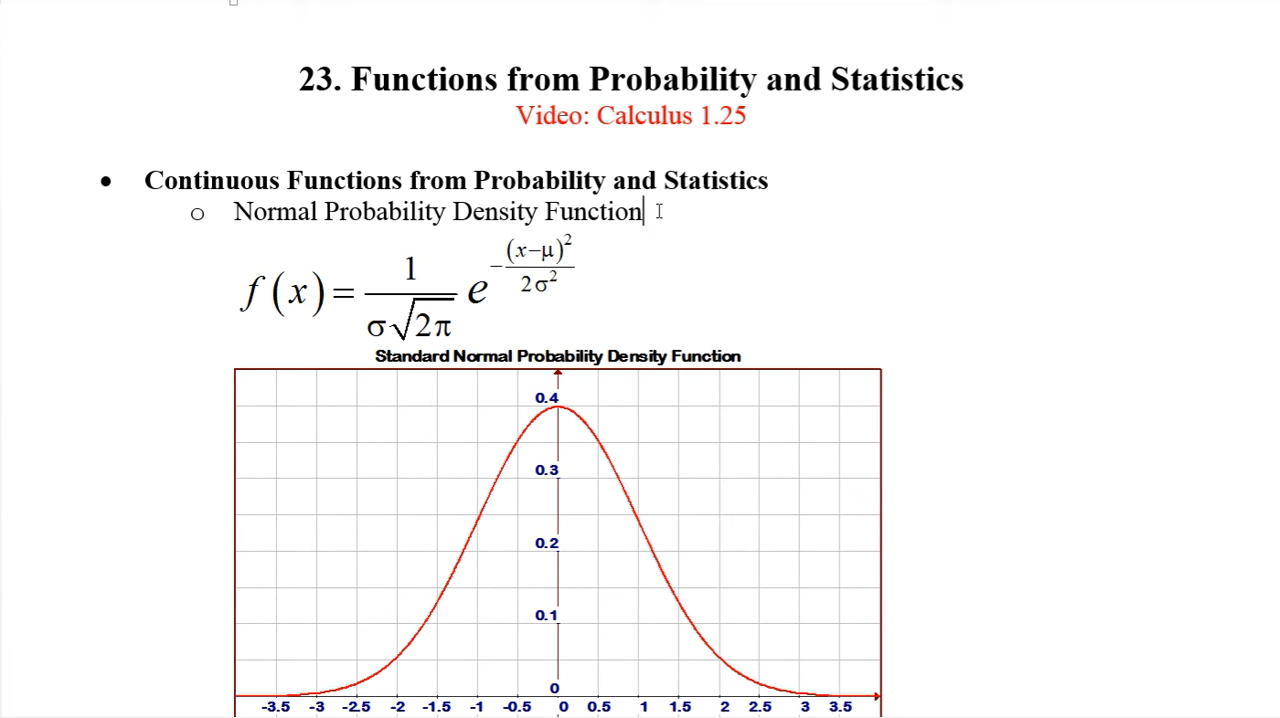 23. Functions from Probability and Statistics
Video: Calculus 1.25
• Continuous Functions from Probability and Statistics
o Normal Probability Density Function
f(x) = 1/(σ√2π) e^(-(x-μ)²/(2σ²))
Standard Normal Probability Density Function
0.4
0.3
0.2
0.1
0
-3.5 -3 -2.5 -2 -1.5 -1 -0.5 0 0.5 1 1.5 2 2.5 3 3.5